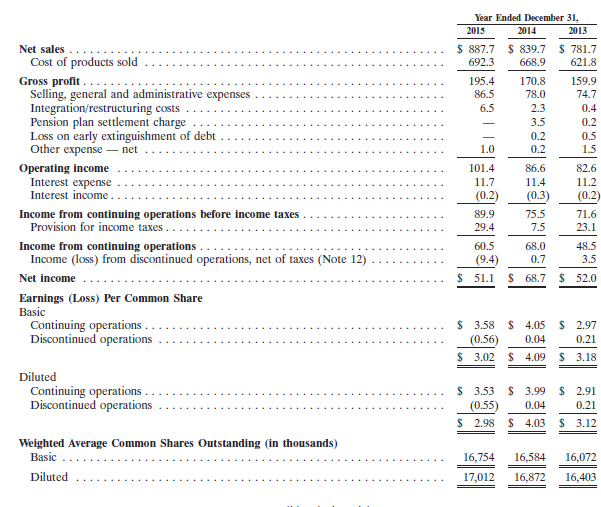 Year Ended December 31,
2015 2014 2013
Net sales $ 887.7 $ 839.7 $ 781.7
Cost of products sold 692.3 668.9 621.8
Gross profit 195.4 170.8 159.9
Selling, general and administrative expenses 86.5 78.0 74.7
Integration/restructuring costs 6.5 2.3 0.4
Pension plan settlement charge — 3.5 0.2
Loss on early extinguishment of debt — 0.2 0.5
Other expense — net 1.0 0.2 1.5
Operating income 101.4 86.6 82.6
Interest expense 11.7 11.4 11.2
Interest income (0.2) (0.3) (0.2)
Income from continuing operations before income taxes 89.9 75.5 71.6
Provision for income taxes 29.4 7.5 23.1
Income from continuing operations 60.5 68.0 48.5
Income (loss) from discontinued operations, net of taxes (Note 12) (9.4) 0.7 3.5
Net income $ 51.1 $ 68.7 $ 52.0
Earnings (Loss) Per Common Share
Basic
Continuing operations $ 3.58 $ 4.05 $ 2.97
Discontinued operations (0.56) 0.04 0.21
$ 3.02 $ 4.09 $ 3.18
Diluted
Continuing operations $ 3.53 $ 3.99 $ 2.91
Discontinued operations (0.55) 0.04 0.21
$ 2.98 $ 4.03 $ 3.12
Weighted Average Common Shares Outstanding (in thousands)
Basic 16,754 16,584 16,072
Diluted 17,012 16,872 16,403